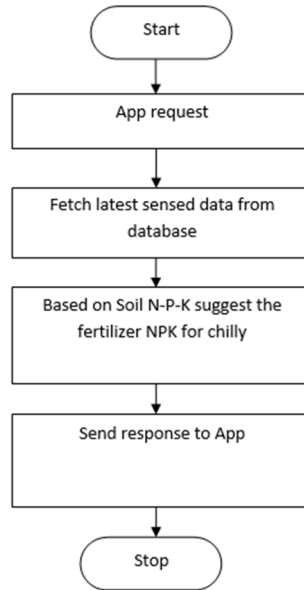 Start
App request
Fetch latest sensed data from
database
Based on Soil N-P-K suggest the
fertilizer NPK for chilly
Send response to App
Stop